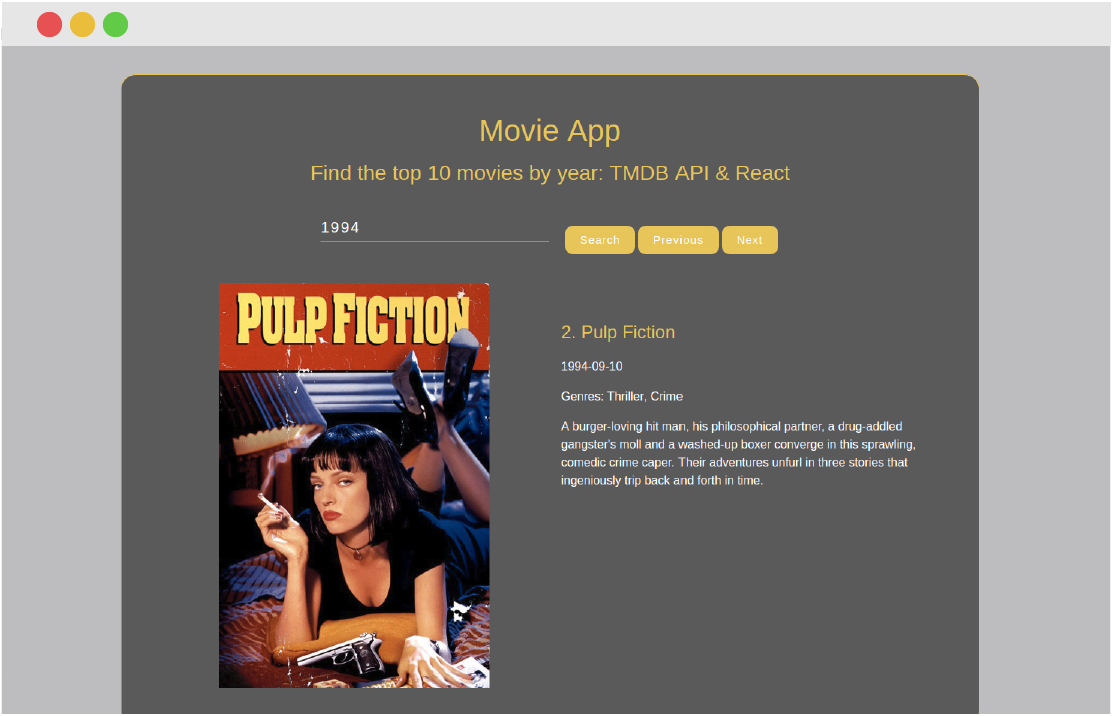 Movie App
Find the top 10 movies by year: TMDB API & React
1994
Search Previous Next
PULP FICTION
2. Pulp Fiction
1994-09-10
Genres: Thriller, Crime
A burger-loving hit man, his philosophical partner, a drug-addled
gangster's moll and a washed-up boxer converge in this sprawling,
comedic crime caper. Their adventures unfurl in three stories that
ingeniously trip back and forth in time.